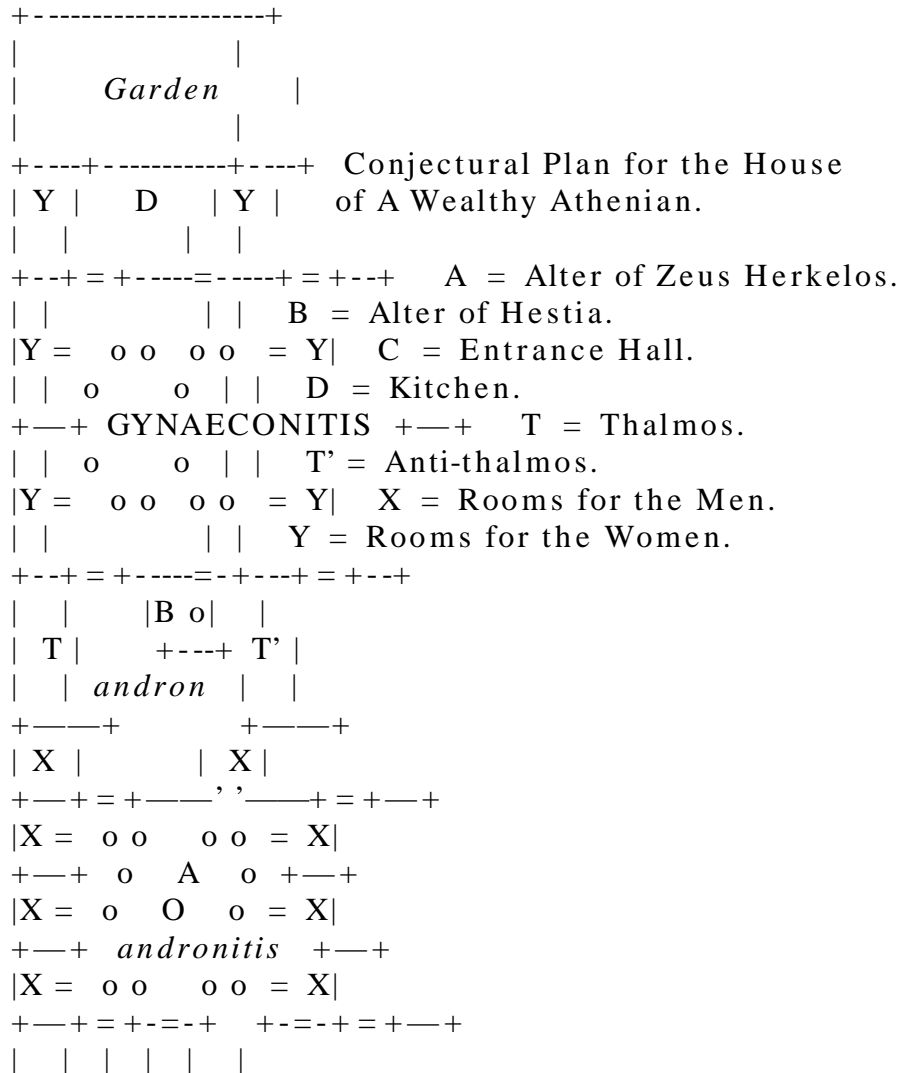 +- ---------------------+
| |
| Garden |
| |
+- ----+- -----------+- ----+ Conjectural Plan for the House
| Y | D | Y | of A Wealthy Athenian.
| | | |
+- --+ = +- -----=- -----+ = +- --+ A = Alter of Zeus Herkelos.
| | | | B = Alter of Hestia.
|Y = o o o o = Y| C = Entrance Hall.
| | o o | | D = Kitchen.
+—+ GYNAECONITIS +—+ T = Thalmos.
| | o o | | T’ = Anti-thalmos.
|Y = o o o o = Y| X = Rooms for the Men.
| | | | Y = Rooms for the Women.
+- --+ = +- -----=- -+- ---+ = +- --+
| | |B o| |
| T | +- ---+ T’ |
| | andron | |
+——–+ +——–+
| X | | X |
+—+ = +——–’ ’——–+ = +—+
|X = o o o o = X|
+—+ o A o +—+
|X = o O o = X|
+—+ andronitis +—+
|X = o o o o = X|
+—+ = +- -=- -+ +- -=- -+ = +—+
| | | | | |